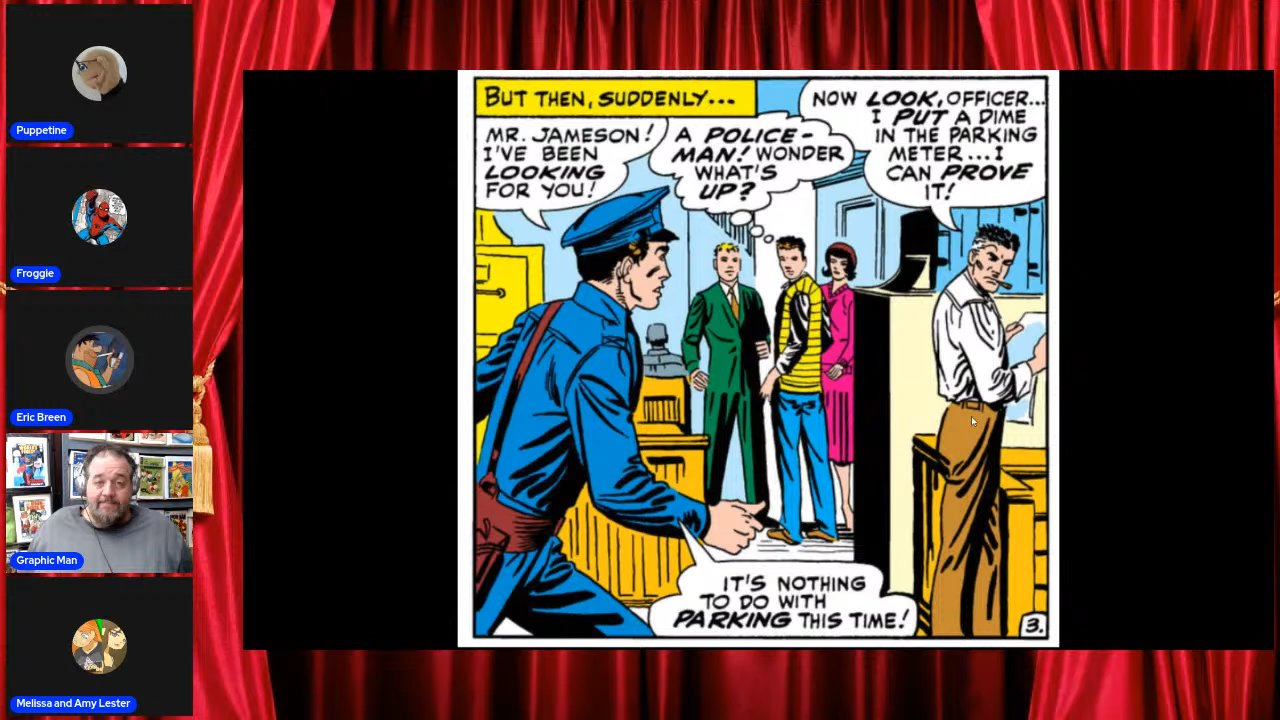 Puppetine
Froggie
Eric Breen
Graphic Man
Melissa and Amy Lester
BUT THEN, SUDDENLY...
MR. JAMESON!
I'VE BEEN
LOOKING
FOR YOU!
A POLICE-
MAN! WONDER
WHAT'S
UP?
NOW LOOK, OFFICER...
I PUT A DIME
IN THE PARKING
METER...I
CAN PROVE
IT!
IT'S NOTHING
TO DO WITH
PARKING THIS TIME!
3.